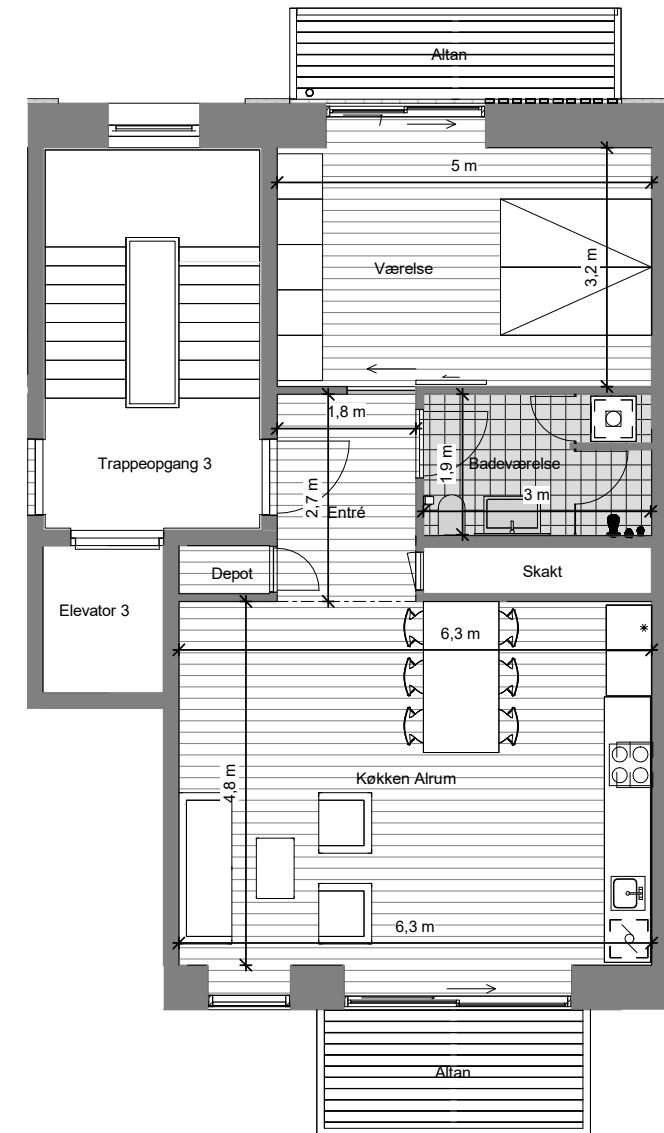 Altan
5 m
Værelse
3,2 m
1,8 m
Trappeopgang 3
Badeværelse
1,9 m
2,7 m
3 m
Entré
Depot
Skakt
Elevator 3
6,3 m
Køkken Alrum
4,8 m
6,3 m
Altan